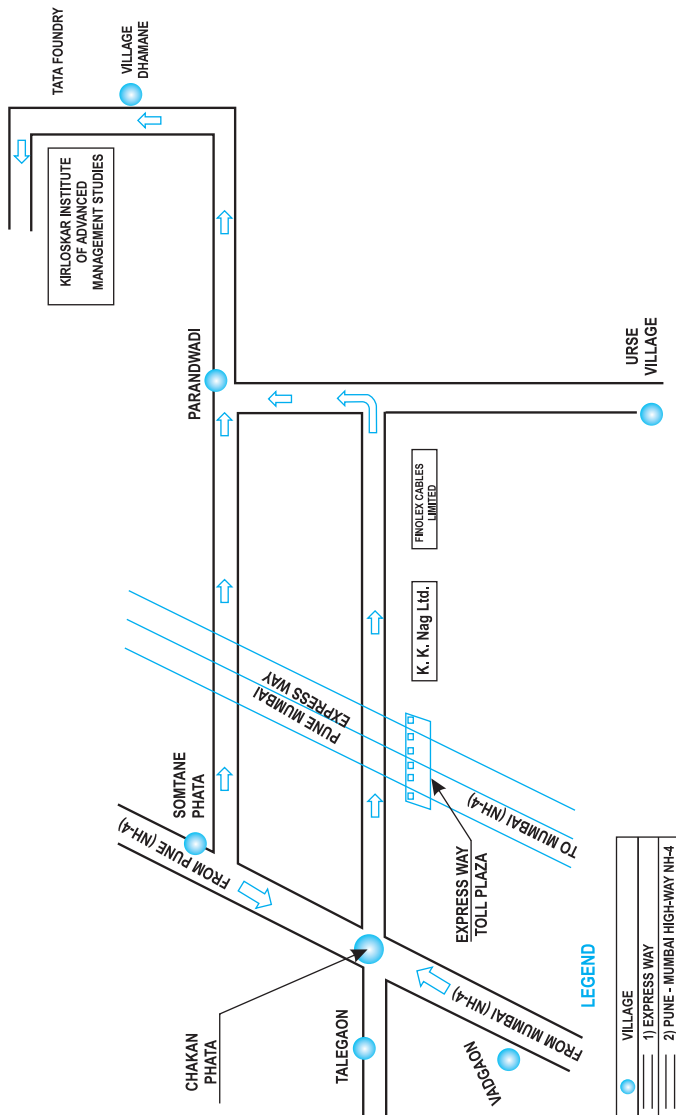 TATA FOUNDRY
VILLAGE
DHAMANE
KIRLOSKAR INSTITUTE
OF ADVANCED
MANAGEMENT STUDIES
PARANDWADI
URSE
VILLAGE
FINOLEX CABLES
LIMITED
K. K. Nag Ltd.
PUNE MUMBAI
EXPRESS WAY
SOMTANE
PHATA
FROM PUNE (NH-4)
TO MUMBAI (NH-4)
EXPRESS WAY
TOLL PLAZA
CHAKAN
PHATA
TALEGAON
VADGAON
FROM MUMBAI (NH-4)
LEGEND
VILLAGE
1) EXPRESS WAY
2) PUNE - MUMBAI HIGH-WAY NH-4